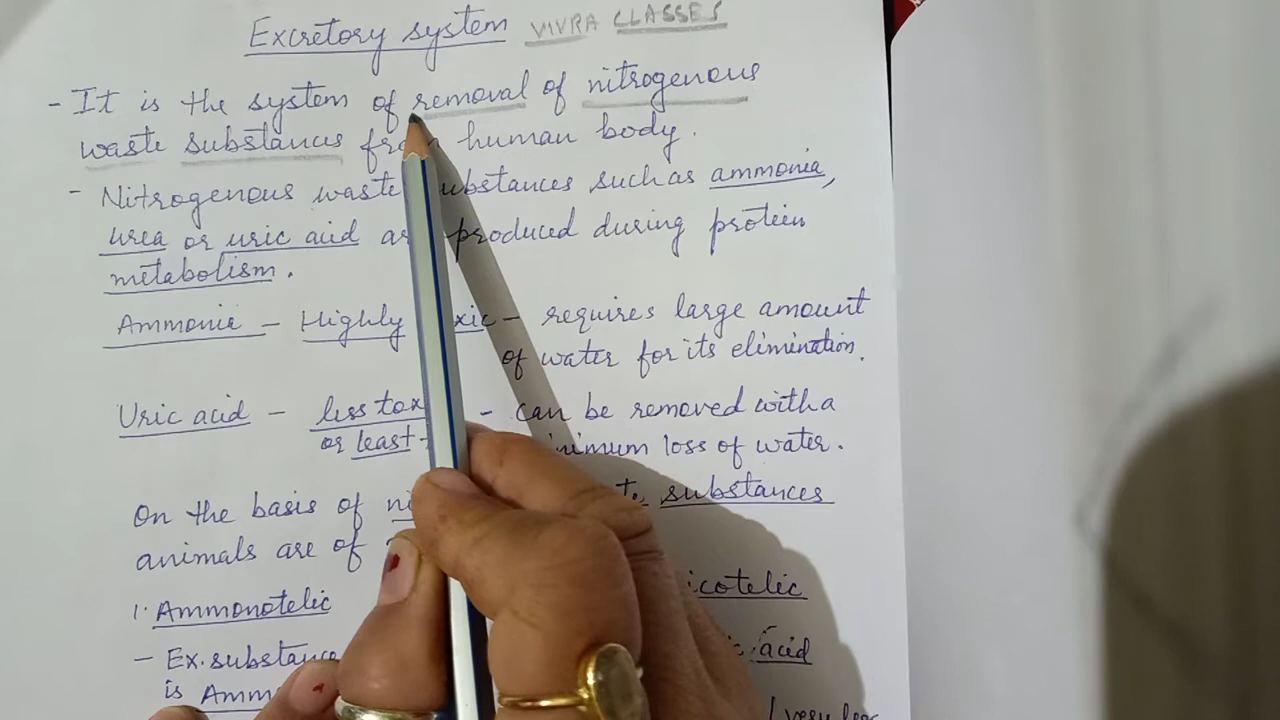 Excretory system VIVRA CLASSES
- It is the system of removal of nitrogenous
waste substances from human body.
- Nitrogenous waste substances such as ammonia,
urea or uric acid are produced during protein
metabolism.
Ammonia - Highly toxic - requires large amount
of water for its elimination.
Uric acid - less toxic - can be removed with a
or least - minimum loss of water.
On the basis of substances
animals are of
1. Ammonotelic
- Ex. substance acid
is (very less